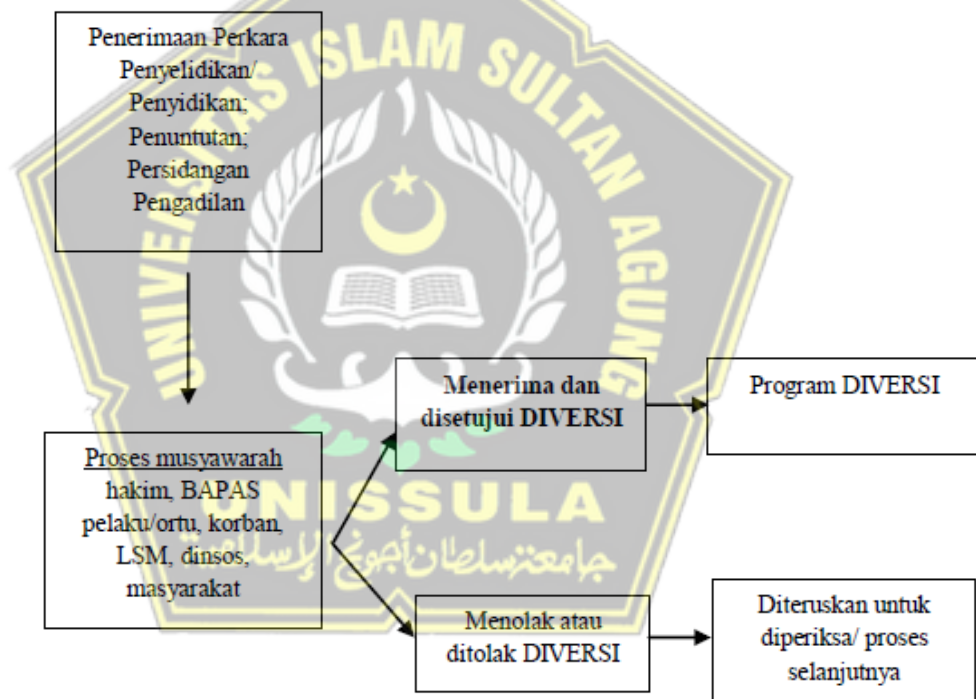 Penerimaan Perkara
Penyelidikan/
Penyidikan;
Penuntutan;
Persidangan
Pengadilan
UNIVERSITAS ISLAM SULTAN AGUNG
Menerima dan
disetujui DIVERSI
Program DIVERSI
Proses musyawarah
hakim, BAPAS
pelaku/ortu, korban,
LSM, dinsos,
masyarakat
UNISSULA
جامعة سلطان أجونج الإسلامية
Menolak atau
ditolak DIVERSI
Diteruskan untuk
diperiksa/ proses
selanjutnya